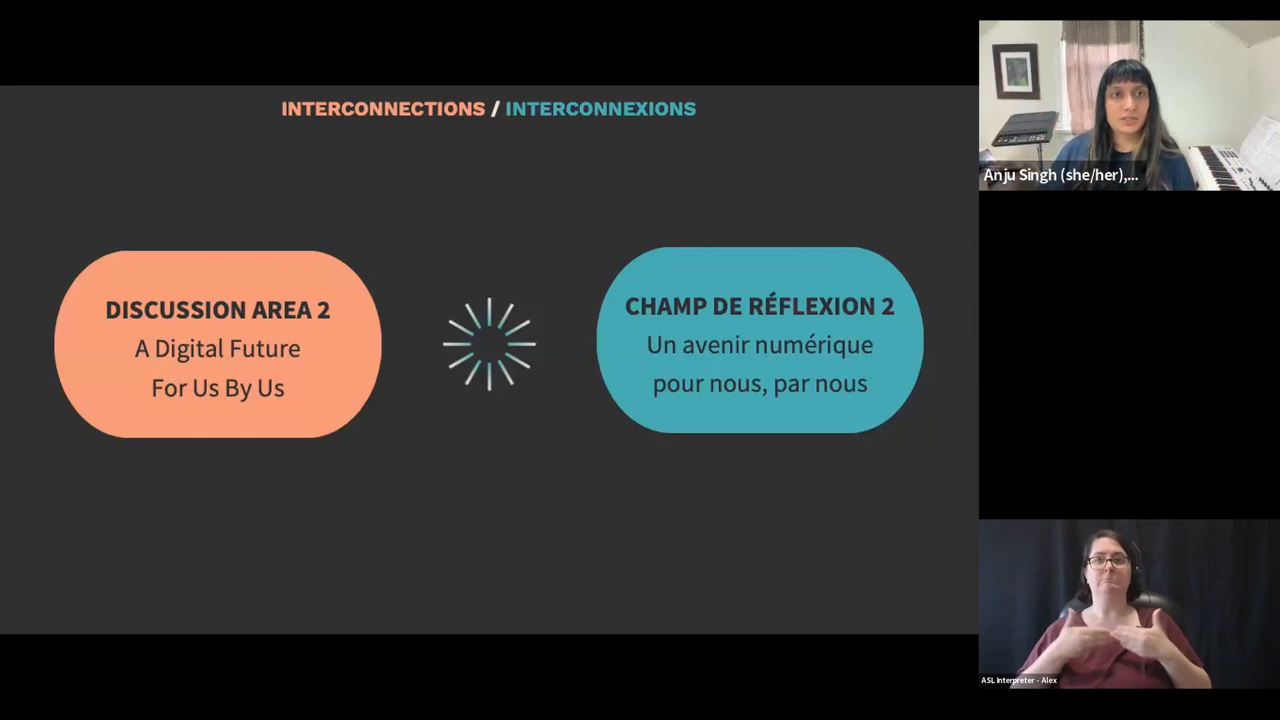 INTERCONNECTIONS / INTERCONNEXIONS
DISCUSSION AREA 2
A Digital Future
For Us By Us
CHAMP DE RÉFLEXION 2
Un avenir numérique
pour nous, par nous
Anju Singh (she/her),...
ASL Interpreter - Alex